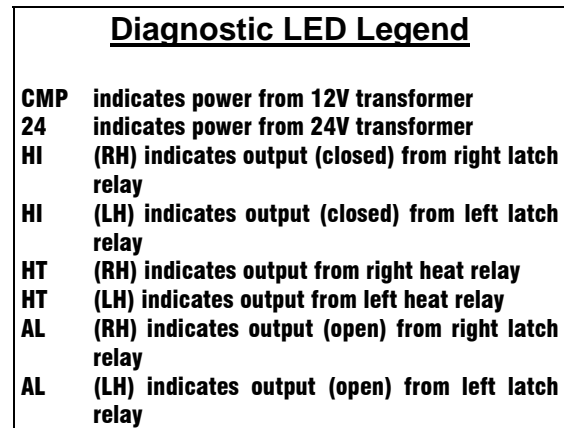 Diagnostic LED Legend
CMP indicates power from 12V transformer
24 indicates power from 24V transformer
HI (RH) indicates output (closed) from right latch
relay
HI (LH) indicates output (closed) from left latch
relay
HT (RH) indicates output from right heat relay
HT (LH) indicates output from left heat relay
AL (RH) indicates output (open) from right latch
relay
AL (LH) indicates output (open) from left latch
relay